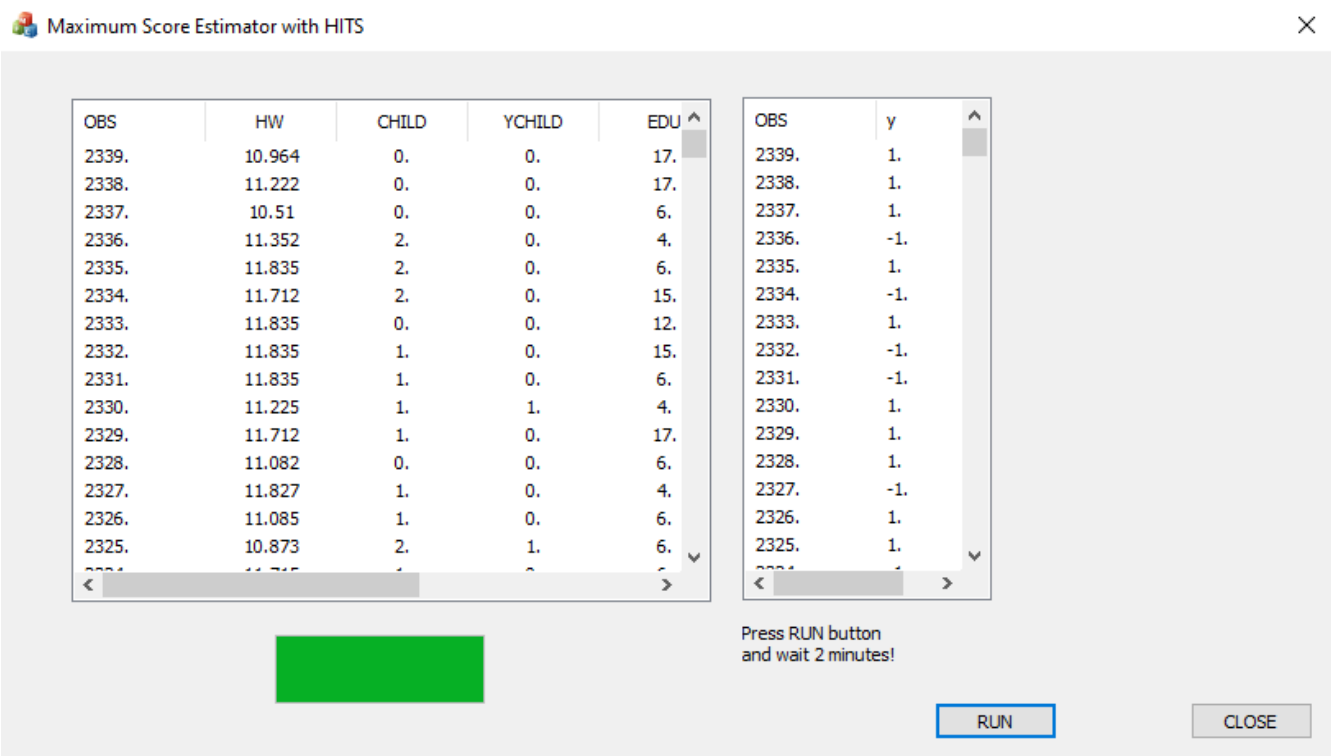 Maximum Score Estimator with HITS
OBS HW CHILD YCHILD EDU
2339. 10.964 0. 0. 17.
2338. 11.222 0. 0. 17.
2337. 10.51 0. 0. 6.
2336. 11.352 2. 0. 4.
2335. 11.835 2. 0. 6.
2334. 11.712 2. 0. 15.
2333. 11.835 0. 0. 12.
2332. 11.835 1. 0. 15.
2331. 11.835 1. 0. 6.
2330. 11.225 1. 1. 4.
2329. 11.712 1. 0. 17.
2328. 11.082 0. 0. 6.
2327. 11.827 1. 0. 4.
2326. 11.085 1. 0. 6.
2325. 10.873 2. 1. 6.
OBS y
2339. 1.
2338. 1.
2337. 1.
2336. -1.
2335. 1.
2334. -1.
2333. 1.
2332. -1.
2331. -1.
2330. 1.
2329. 1.
2328. 1.
2327. -1.
2326. 1.
2325. 1.
Press RUN button
and wait 2 minutes!
RUN CLOSE